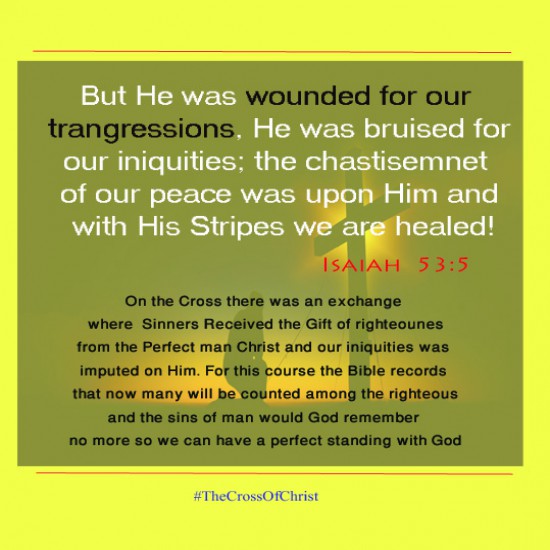 But He was wounded for our
trangressions, He was bruised for
our iniquities; the chastisemnet
of our peace was upon Him and
with His Stripes we are healed!
Isaiah 53:5
On the Cross there was an exchange
where Sinners Received the Gift of righteounes
from the Perfect man Christ and our iniquities was
imputed on Him. For this course the Bible records
that now many will be counted among the righteous
and the sins of man would God remember
no more so we can have a perfect standing with God
#TheCrossOfChrist